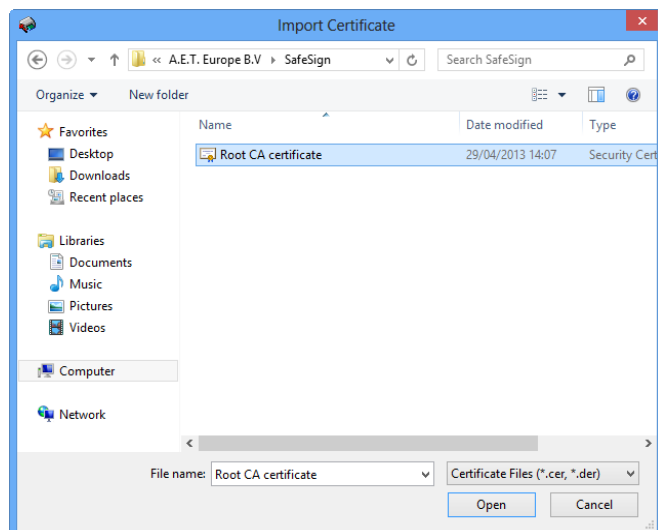 Import Certificate
« A.E.T. Europe B.V ▸ SafeSign
Search SafeSign
Organize
New folder
Name
Date modified
Type
Favorites
Desktop
Downloads
Recent places
Libraries
Documents
Music
Pictures
Videos
Computer
Network
Root CA certificate
29/04/2013 14:07
Security Cert
File name:
Root CA certificate
Certificate Files (*.cer, *.der)
Open
Cancel